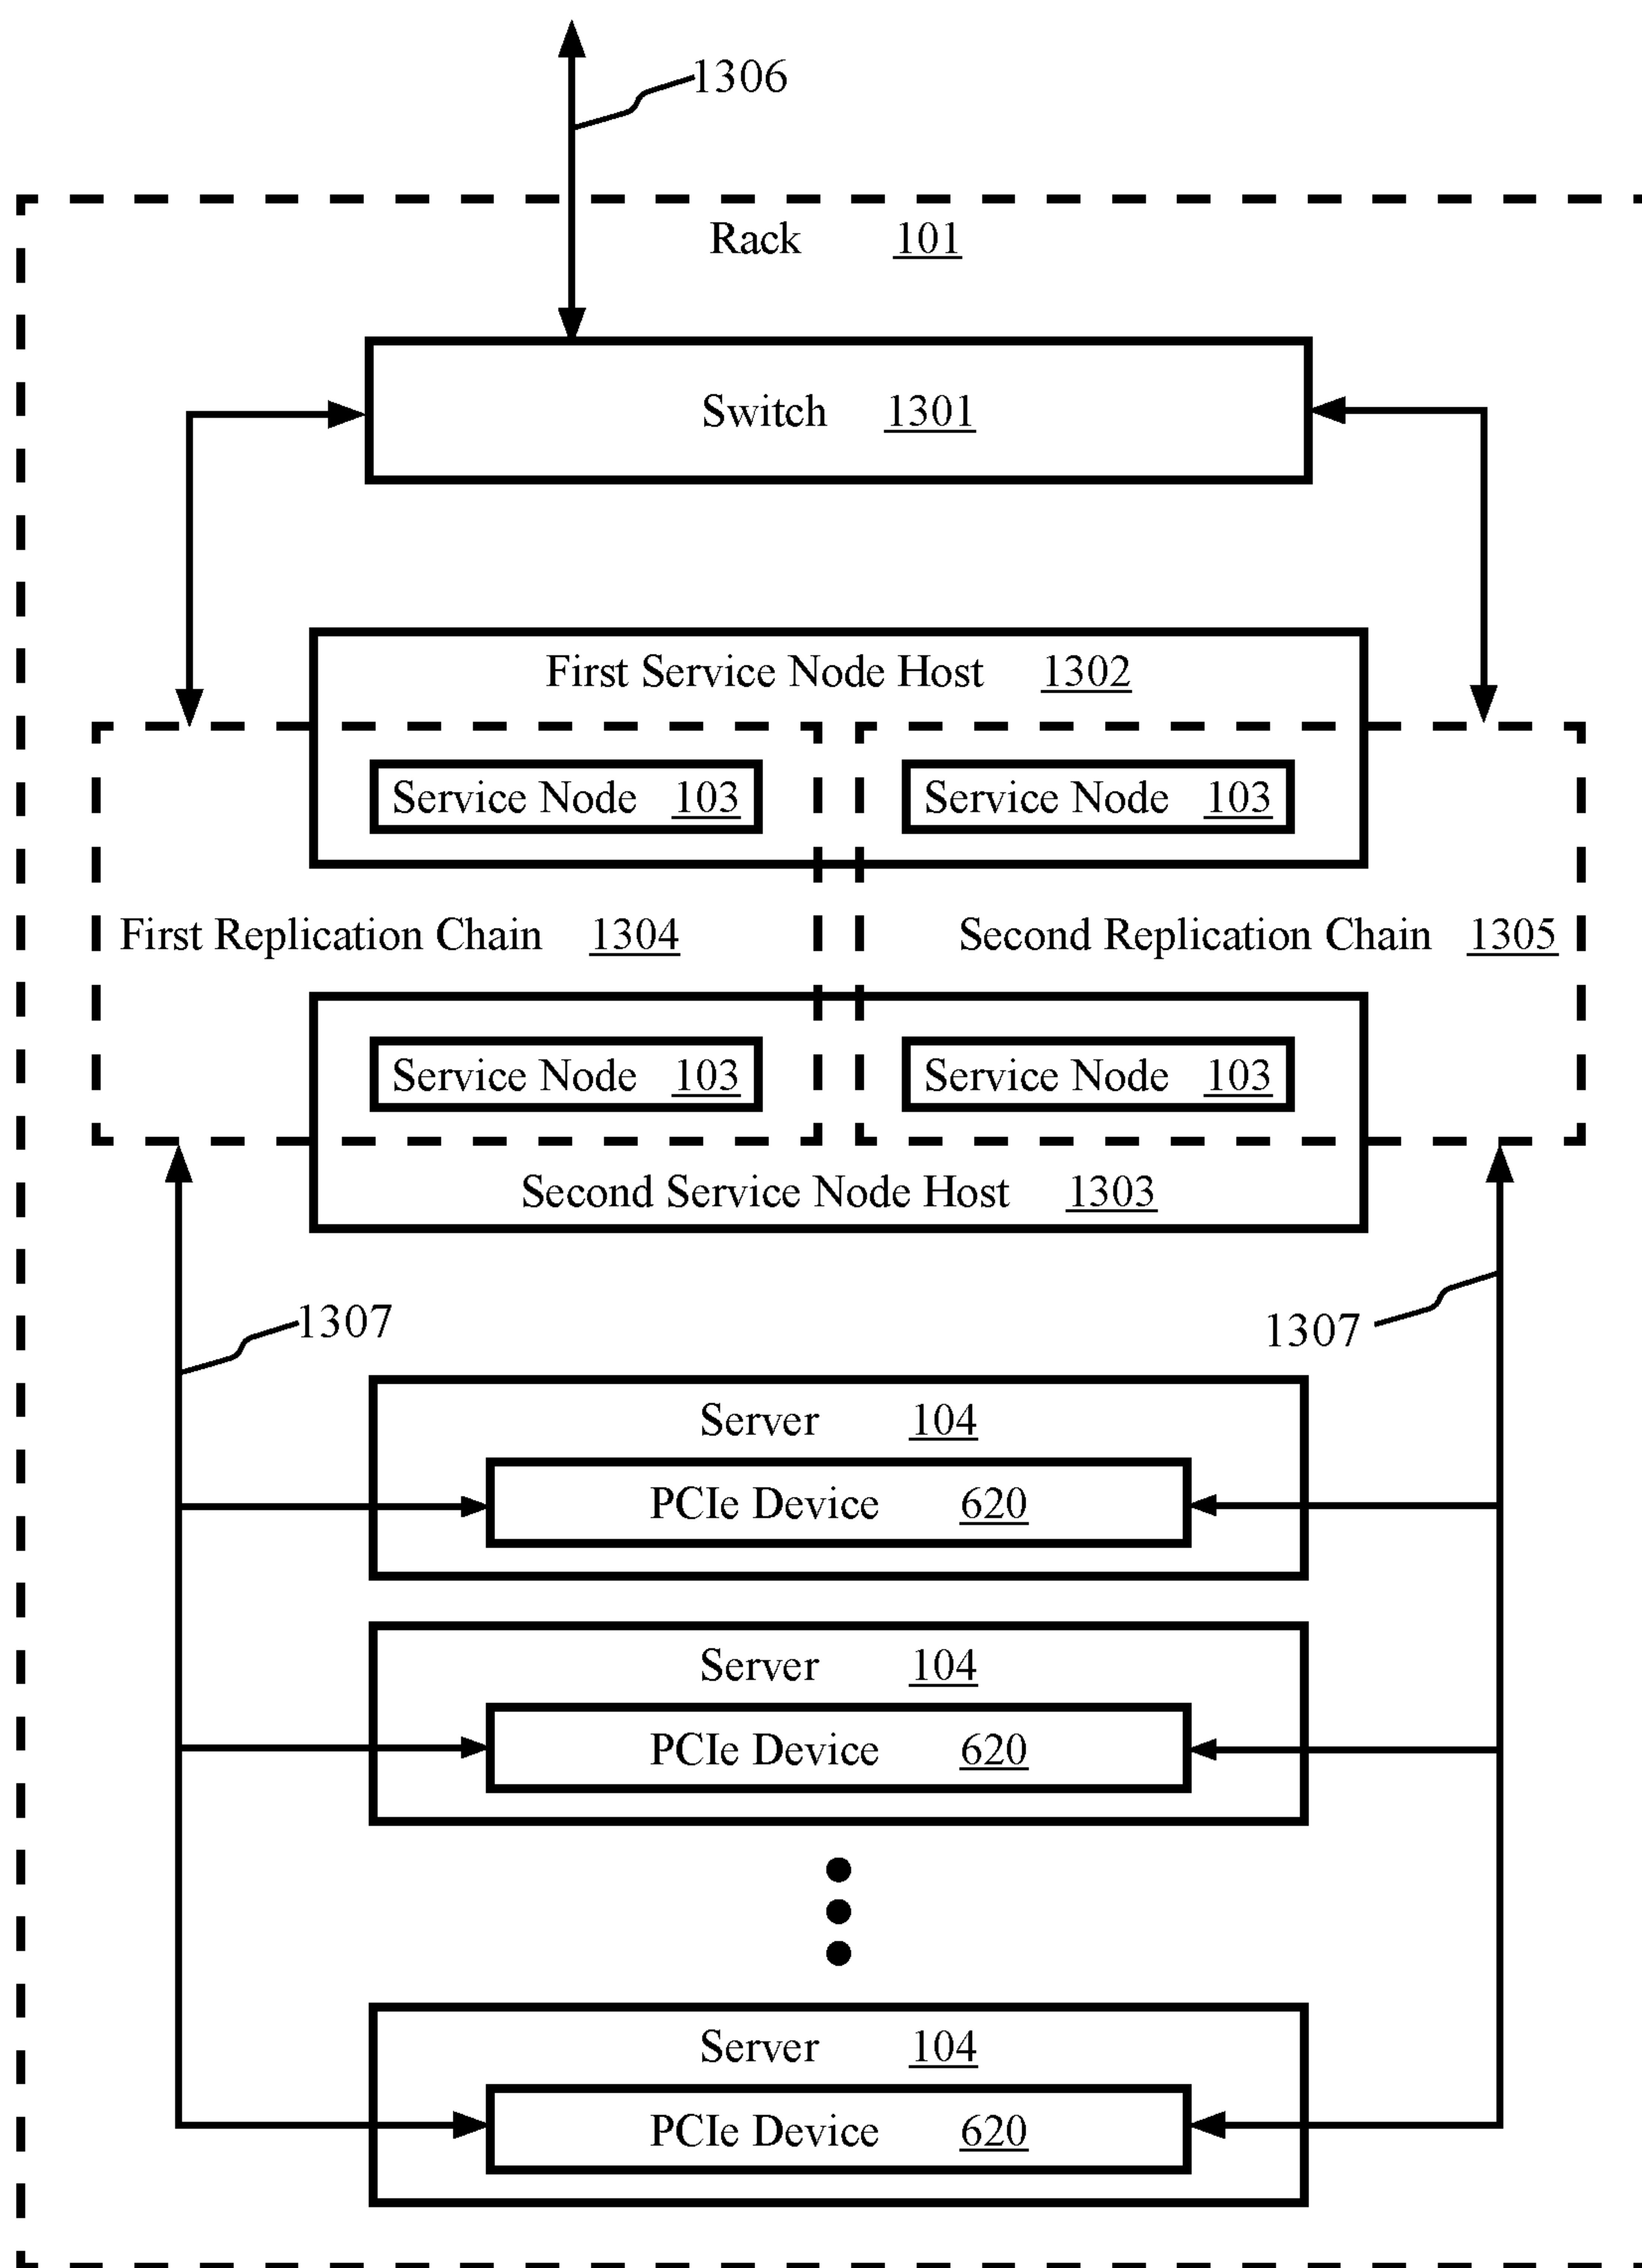 1306
Rack 101
Switch 1301
First Service Node Host 1302
Service Node 103 Service Node 103
First Replication Chain 1304 Second Replication Chain 1305
Service Node 103 Service Node 103
Second Service Node Host 1303
1307 1307
Server 104
PCIe Device 620
Server 104
PCIe Device 620
Server 104
PCIe Device 620